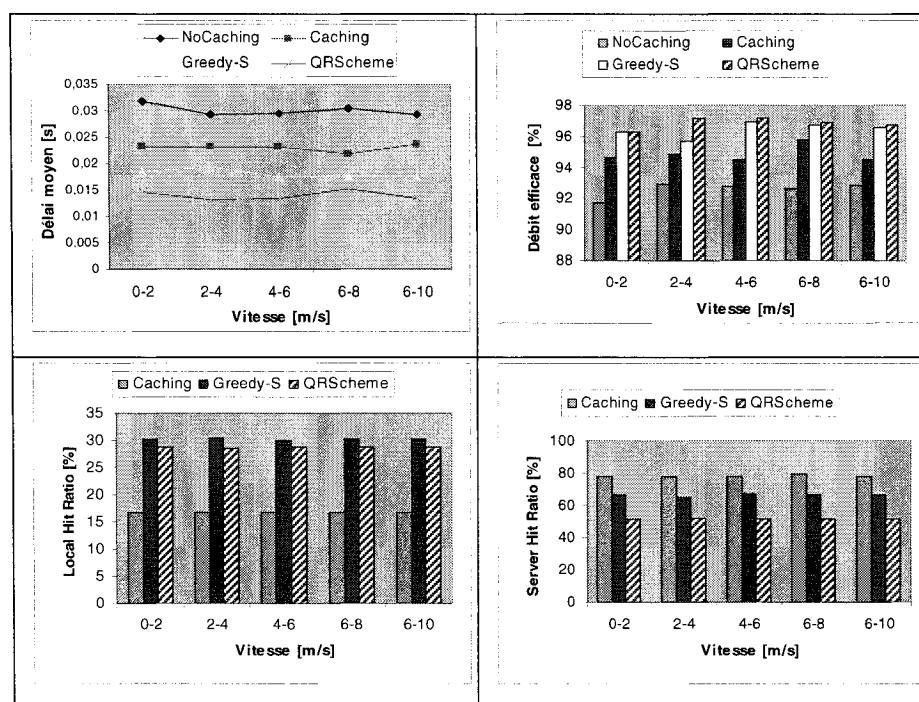 NoCaching Caching
Greedy-S QRScheme
0,035
0,03
0,025
0,02
0,015
0,01
0,005
0
Délai moyen [s]
0-2 2-4 4-6 6-8 6-10
Vitesse [m/s]
NoCaching Caching
Greedy-S QRScheme
98
96
94
92
90
88
Débit efficace [%]
0-2 2-4 4-6 6-8 6-10
Vitesse [m/s]
Caching Greedy-S QRScheme
35
30
25
20
15
10
5
0
Local Hit Ratio [%]
0-2 2-4 4-6 6-8 6-10
Vitesse [m/s]
Caching Greedy-S QRScheme
100
80
60
40
20
0
Server Hit Ratio [%]
0-2 2-4 4-6 6-8 6-10
Vitesse [m/s]